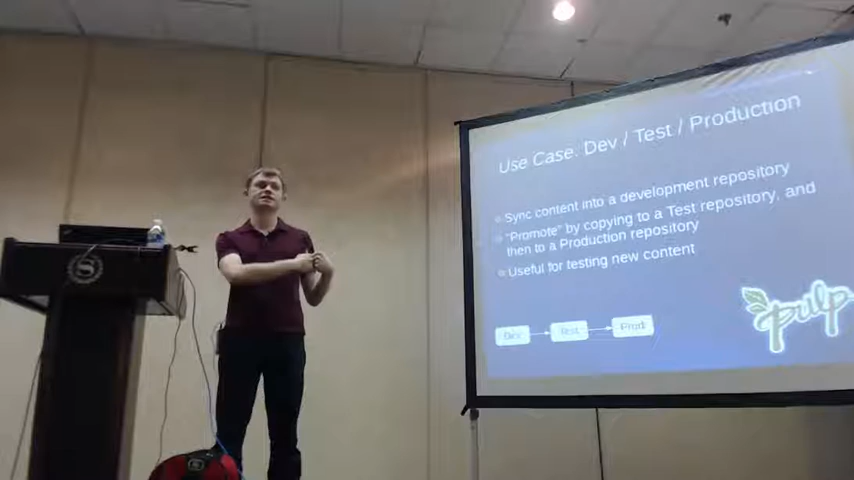 Use Case: Dev / Test / Production
Sync content into a development repository
"Promote" by copying to a Test repository, and
then to a Production repository
Useful for testing new content
Dev
Test
Prod
pulp
S